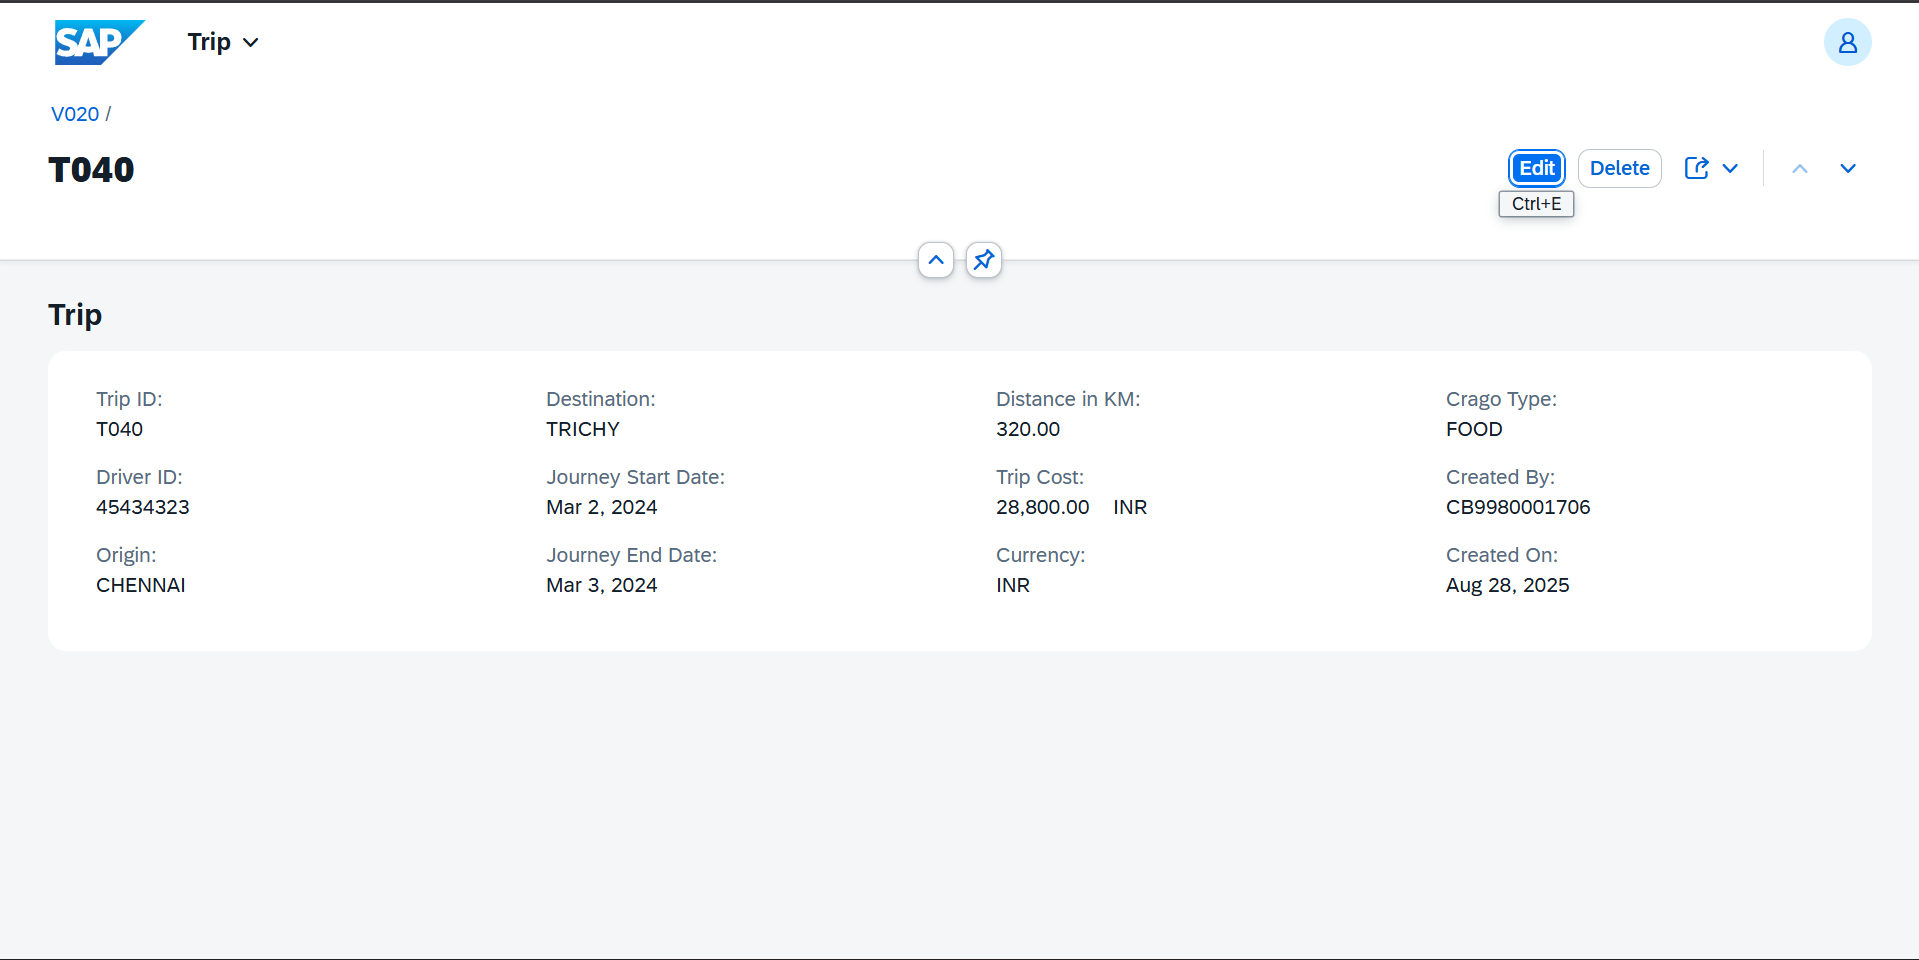 SAP
Trip
V020 /
T040
Edit
Delete
Ctrl+E
Trip
Trip ID:
T040
Driver ID:
45434323
Origin:
CHENNAI
Destination:
TRICHY
Journey Start Date:
Mar 2, 2024
Journey End Date:
Mar 3, 2024
Distance in KM:
320.00
Trip Cost:
28,800.00 INR
Currency:
INR
Crago Type:
FOOD
Created By:
CB9980001706
Created On:
Aug 28, 2025